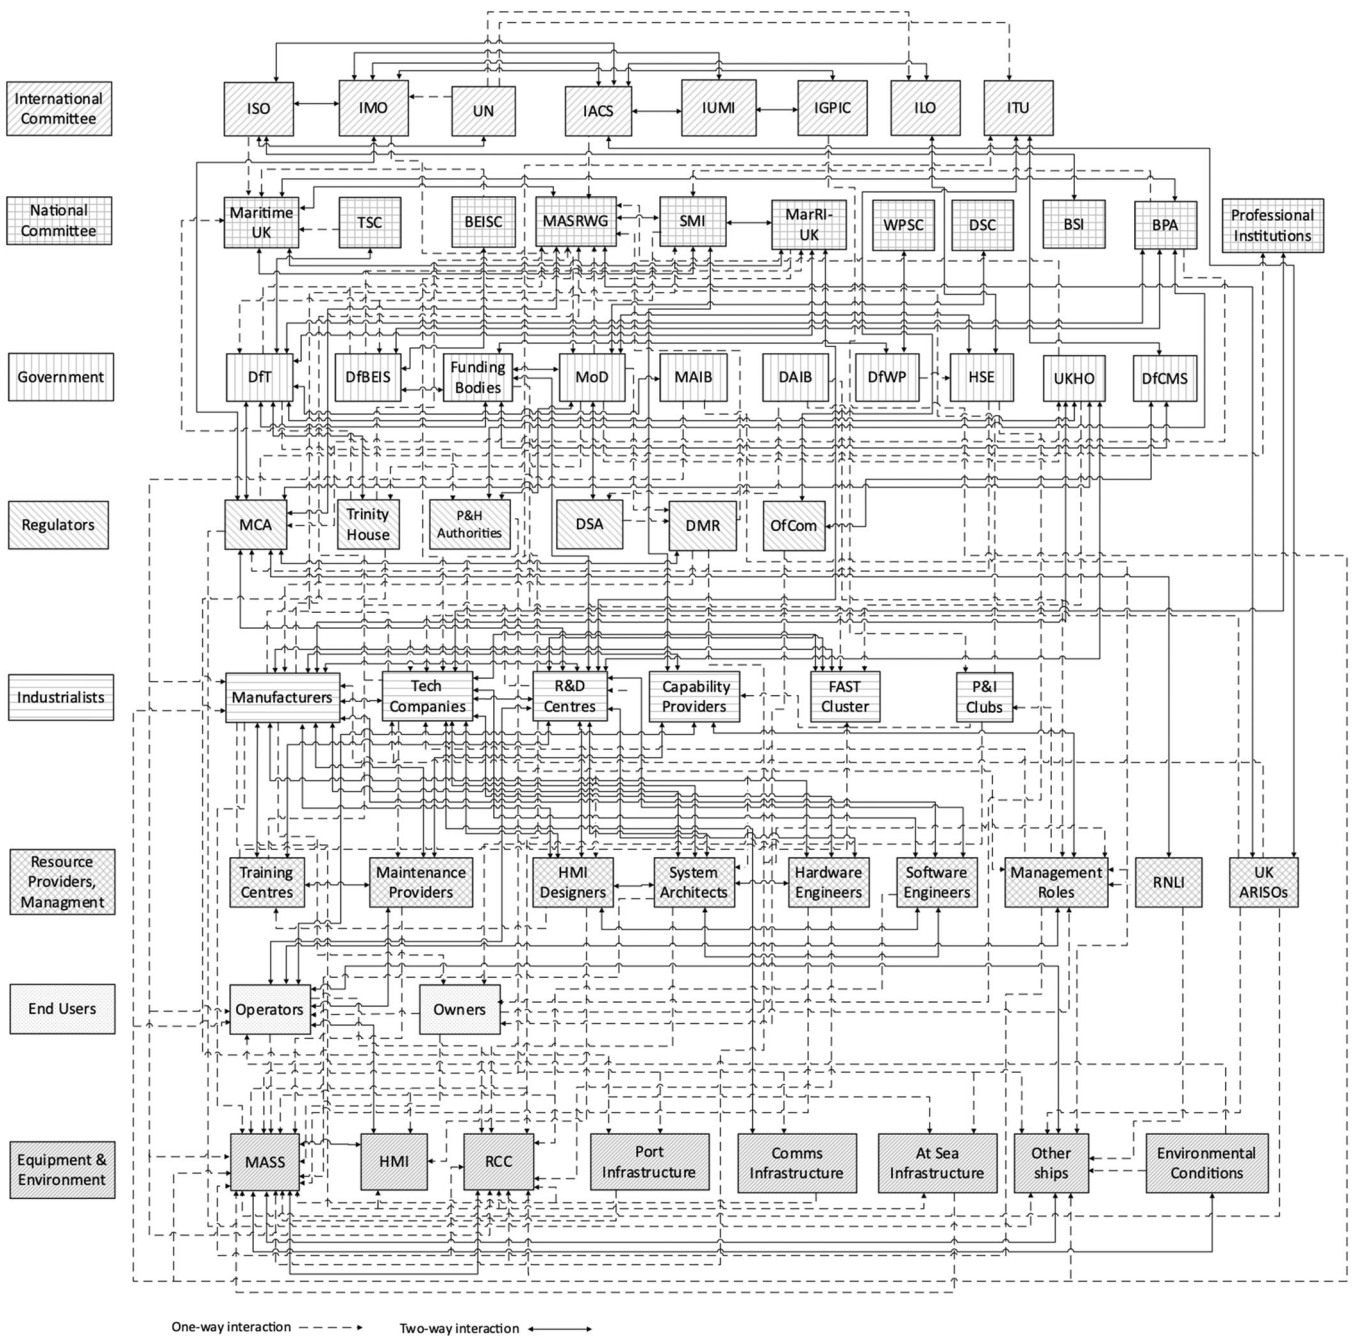 International
Committee
ISO
IMO
UN
IACS
IUMI
IGPIC
ILO
ITU
National
Committee
Maritime
UK
TSC
BEISC
MASRWG
SMI
MarRI-
UK
WPSC
DSC
BSI
BPA
Professional
Institutions
Government
DfT
DfBEIS
Funding
Bodies
MoD
MAIB
DAIB
DfWP
HSE
UKHO
DfCMS
Regulators
MCA
Trinity
House
P&H
Authorities
DSA
DMR
OfCom
Industrialists
Manufacturers
Tech
Companies
R&D
Centres
Capability
Providers
FAST
Cluster
P&I
Clubs
Resource
Providers,
Managment
Training
Centres
Maintenance
Providers
HMI
Designers
System
Architects
Hardware
Engineers
Software
Engineers
Management
Roles
RNLI
UK
ARISOs
End Users
Operators
Owners
Equipment &
Environment
MASS
HMI
RCC
Port
Infrastructure
Comms
Infrastructure
At Sea
Infrastructure
Other
ships
Environmental
Conditions
One-way interaction
Two-way interaction